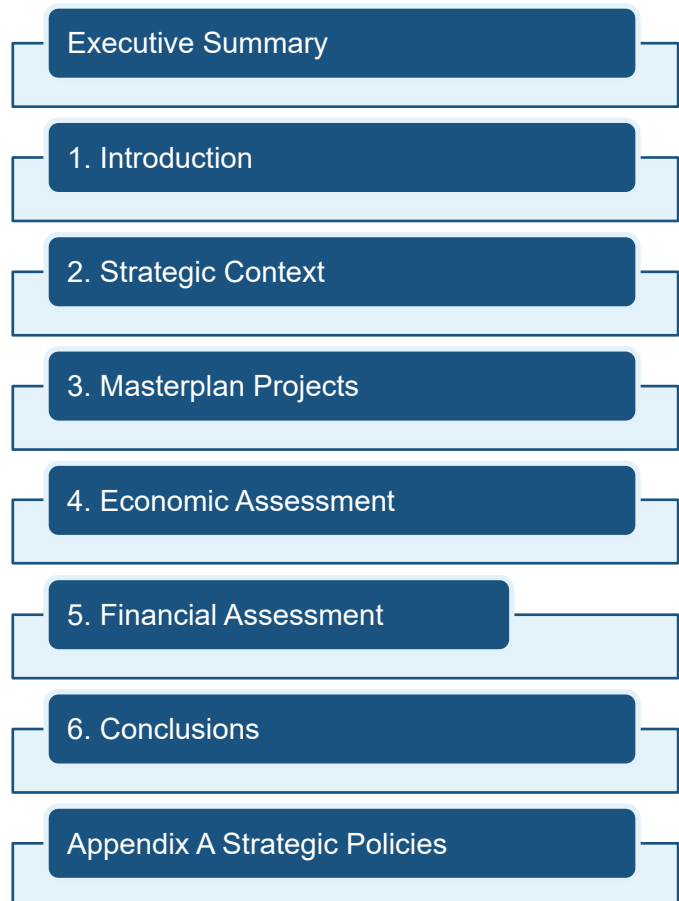 Executive Summary
1. Introduction
2. Strategic Context
3. Masterplan Projects
4. Economic Assessment
5. Financial Assessment
6. Conclusions
Appendix A Strategic Policies